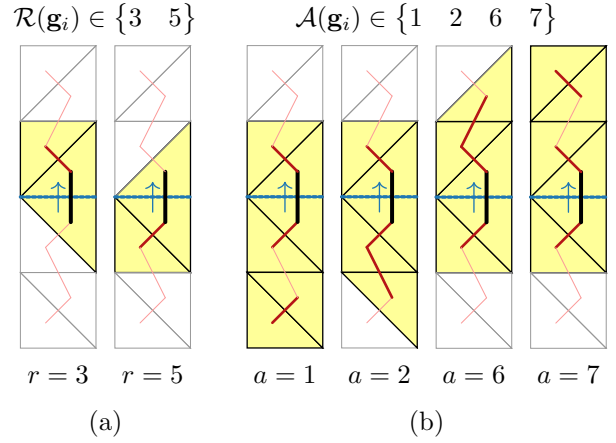 R(g_i) ∈ {3 5} A(g_i) ∈ {1 2 6 7}
r = 3 r = 5 a = 1 a = 2 a = 6 a = 7
(a) (b)